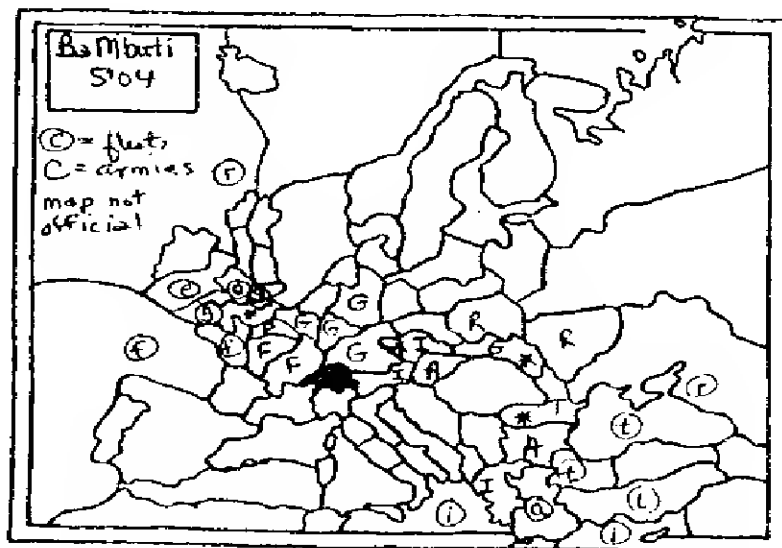 BaMbuti
S'04
ⓒ = fleets
C = armies
map not
official
r
e
f
f
G
G
G
F
F
I
I
A
G
R
R
r
t
T
A
t
I
a
i
i
i